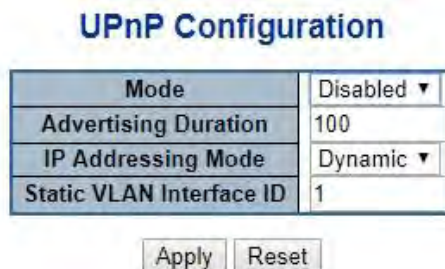 UPnP Configuration
Mode Disabled
Advertising Duration 100
IP Addressing Mode Dynamic
Static VLAN Interface ID 1
Apply Reset